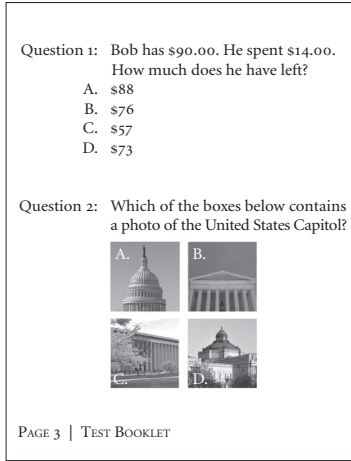 Question 1: Bob has $90.00. He spent $14.00.
How much does he have left?
A. $88
B. $76
C. $57
D. $73
Question 2: Which of the boxes below contains
a photo of the United States Capitol?
A. B.
C. D.
PAGE 3 | TEST BOOKLET